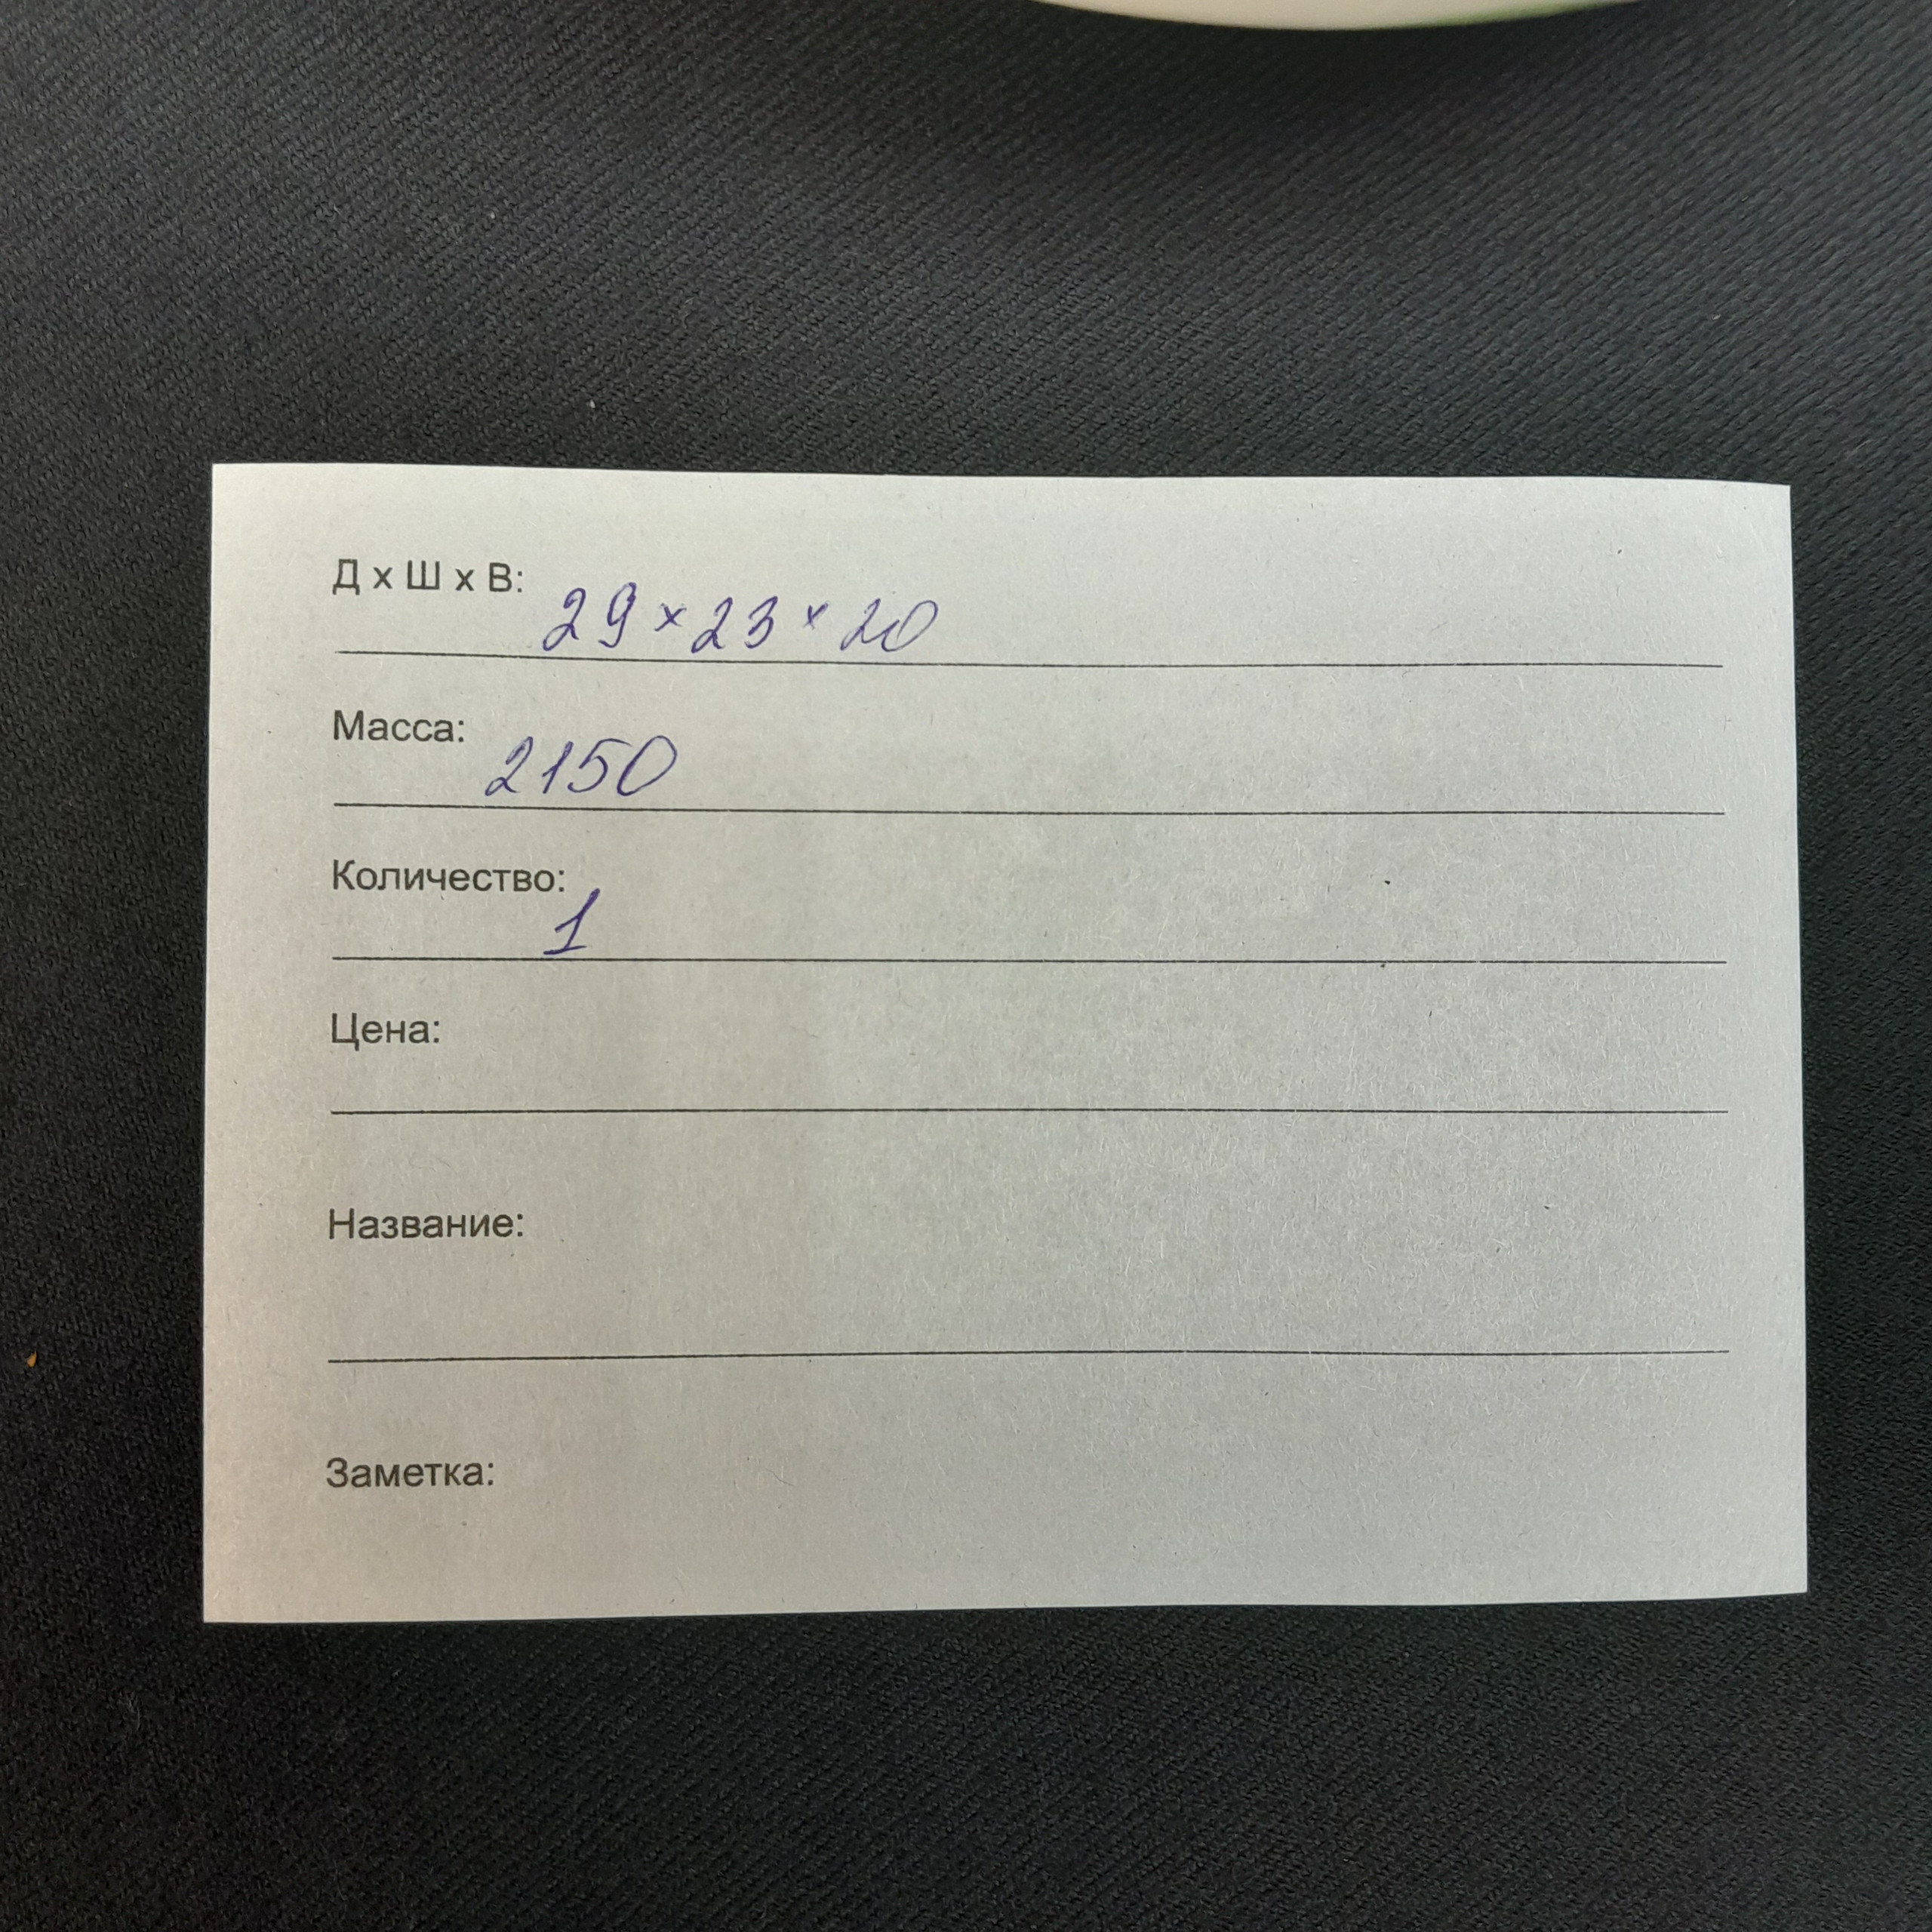 Д х Ш х В: 29 × 23 × 20
Масса: 2150
Количество: 1
Цена:
Название:
Заметка: